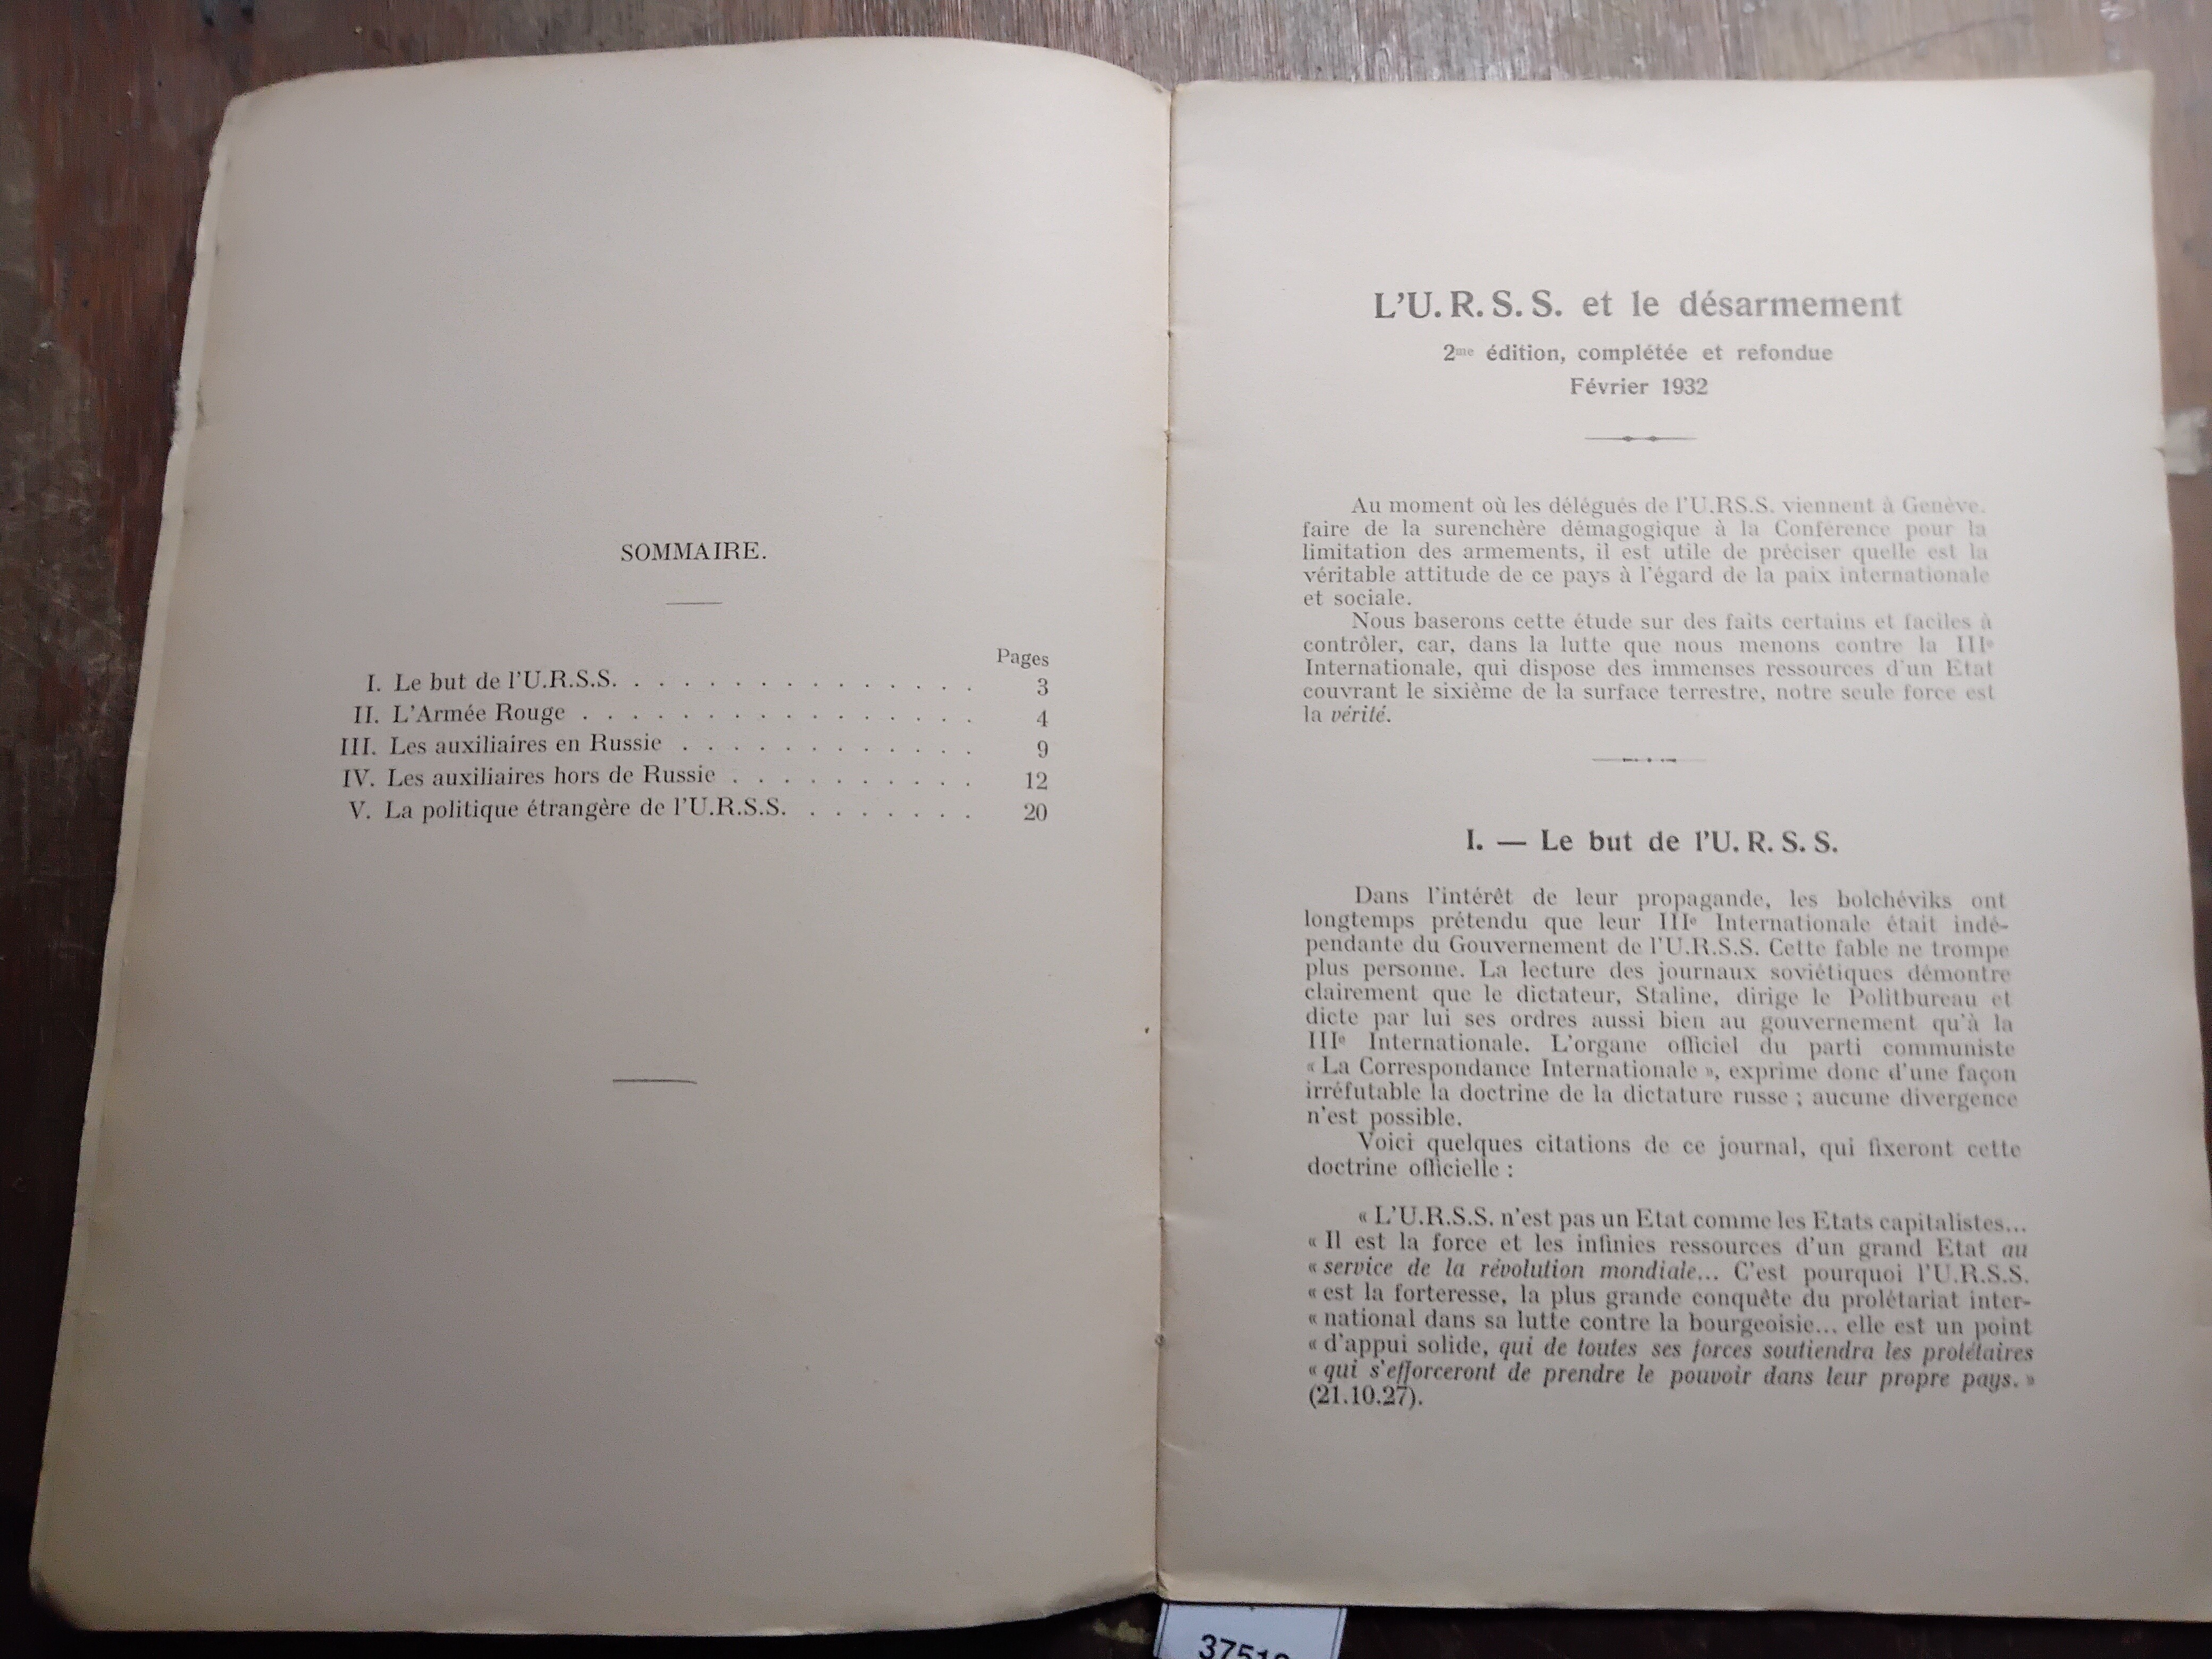 SOMMAIRE.
Pages
I. Le but de l'U.R.S.S. . . . . . . . . . . . . . . 3
II. L'Armée Rouge . . . . . . . . . . . . . . . . 4
III. Les auxiliaires en Russie . . . . . . . . . . . . 9
IV. Les auxiliaires hors de Russie . . . . . . . . . . 12
V. La politique étrangère de l'U.R.S.S. . . . . . . . 20
L'U.R.S.S. et le désarmement
2me édition, complétée et refondue
Février 1932
Au moment où les délégués de l'U.RS.S. viennent à Genève.
faire de la surenchère démagogique à la Conférence pour la
limitation des armements, il est utile de préciser quelle est la
véritable attitude de ce pays à l'égard de la paix internationale
et sociale.
Nous baserons cette étude sur des faits certains et faciles à
contrôler, car, dans la lutte que nous menons contre la IIIe
Internationale, qui dispose des immenses ressources d'un Etat
couvrant le sixième de la surface terrestre, notre seule force est
la vérité.
I. — Le but de l'U.R.S.S.
Dans l'intérêt de leur propagande, les bolchéviks ont
longtemps prétendu que leur IIIe Internationale était indé-
pendante du Gouvernement de l'U.R.S.S. Cette fable ne trompe
plus personne. La lecture des journaux soviétiques démontre
clairement que le dictateur, Staline, dirige le Politbureau et
dicte par lui ses ordres aussi bien au gouvernement qu'à la
IIIe Internationale. L'organe officiel du parti communiste
« La Correspondance Internationale », exprime donc d'une façon
irréfutable la doctrine de la dictature russe ; aucune divergence
n'est possible.
Voici quelques citations de ce journal, qui fixeront cette
doctrine officielle :
« L'U.R.S.S. n'est pas un Etat comme les Etats capitalistes...
« Il est la force et les infinies ressources d'un grand Etat au
« service de la révolution mondiale... C'est pourquoi l'U.R.S.S.
« est la forteresse, la plus grande conquête du prolétariat inter-
« national dans sa lutte contre la bourgeoisie... elle est un point
« d'appui solide, qui de toutes ses forces soutiendra les prolétaires
« qui s'efforceront de prendre le pouvoir dans leur propre pays. »
(21.10.27).